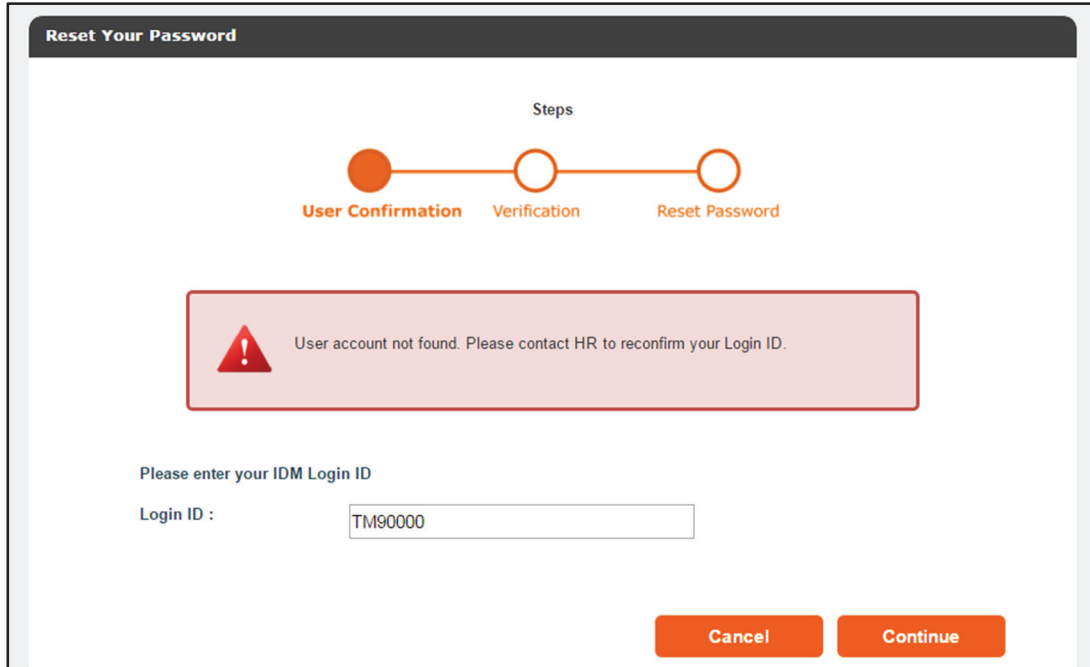 Reset Your Password
Steps
User Confirmation Verification Reset Password
User account not found. Please contact HR to reconfirm your Login ID.
Please enter your IDM Login ID
Login ID :
TM90000
Cancel Continue